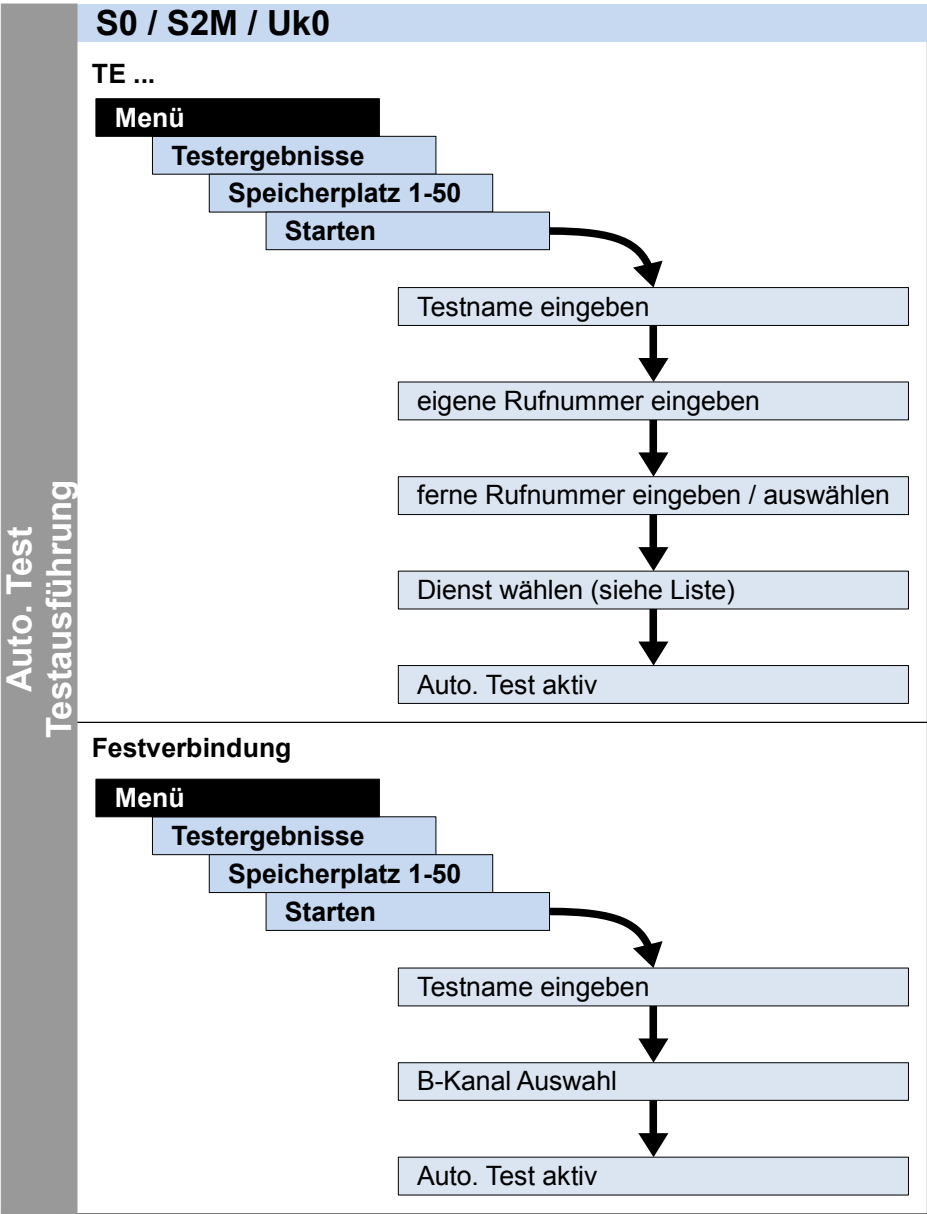 S0 / S2M / Uk0
Auto. Test
Testausführung
TE ...
Menü
Testergebnisse
Speicherplatz 1-50
Starten
Testname eingeben
eigene Rufnummer eingeben
ferne Rufnummer eingeben / auswählen
Dienst wählen (siehe Liste)
Auto. Test aktiv
Festverbindung
Menü
Testergebnisse
Speicherplatz 1-50
Starten
Testname eingeben
B-Kanal Auswahl
Auto. Test aktiv